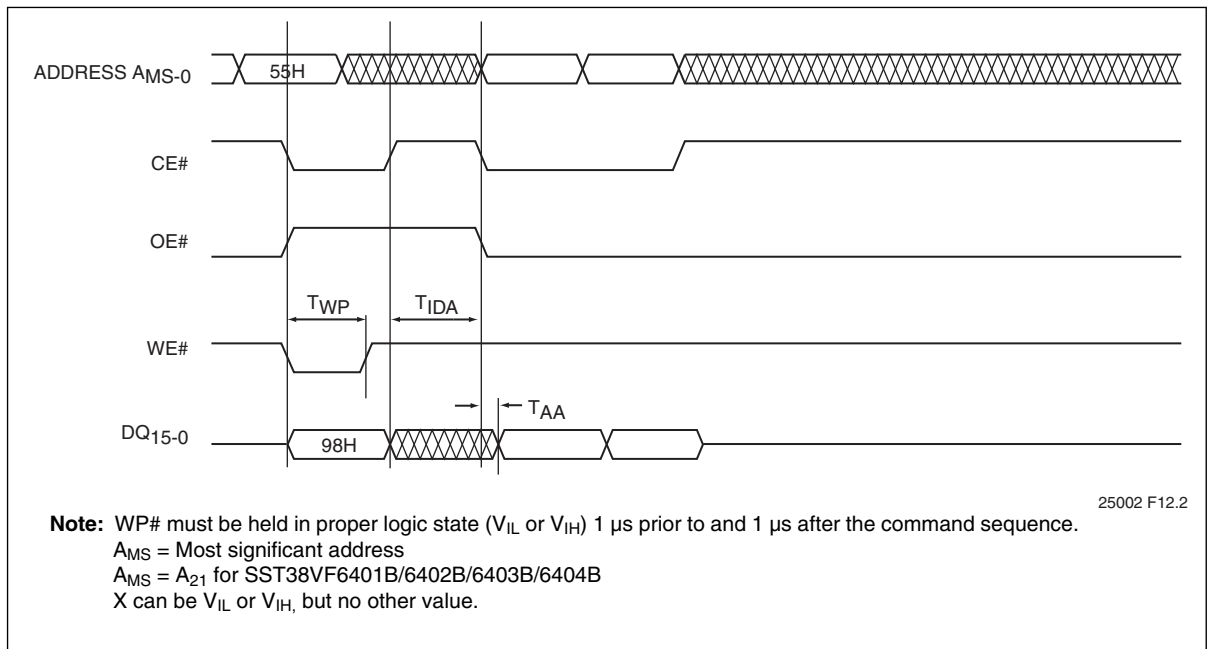 ADDRESS AMS-0
55H
CE#
OE#
TWP
TIDA
WE#
TAA
DQ15-0
98H
25002 F12.2
Note: WP# must be held in proper logic state (VIL or VIH) 1 µs prior to and 1 µs after the command sequence.
AMS = Most significant address
AMS = A21 for SST38VF6401B/6402B/6403B/6404B
X can be VIL or VIH, but no other value.